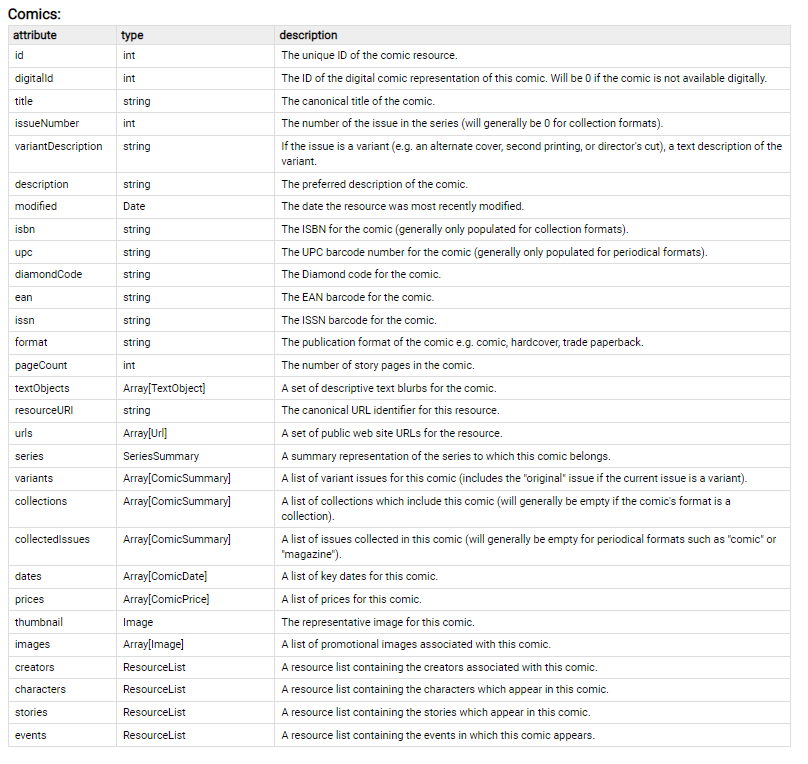 Comics:
attribute type description
id int The unique ID of the comic resource.
digitalId int The ID of the digital comic representation of this comic. Will be 0 if the comic is not available digitally.
title string The canonical title of the comic.
issueNumber int The number of the issue in the series (will generally be 0 for collection formats).
variantDescription string If the issue is a variant (e.g. an alternate cover, second printing, or director's cut), a text description of the
variant.
description string The preferred description of the comic.
modified Date The date the resource was most recently modified.
isbn string The ISBN for the comic (generally only populated for collection formats).
upc string The UPC barcode number for the comic (generally only populated for periodical formats).
diamondCode string The Diamond code for the comic.
ean string The EAN barcode for the comic.
issn string The ISSN barcode for the comic.
format string The publication format of the comic e.g. comic, hardcover, trade paperback.
pageCount int The number of story pages in the comic.
textObjects Array[TextObject] A set of descriptive text blurbs for the comic.
resourceURI string The canonical URL identifier for this resource.
urls Array[Url] A set of public web site URLs for the resource.
series SeriesSummary A summary representation of the series to which this comic belongs.
variants Array[ComicSummary] A list of variant issues for this comic (includes the "original" issue if the current issue is a variant).
collections Array[ComicSummary] A list of collections which include this comic (will generally be empty if the comic's format is a
collection).
collectedIssues Array[ComicSummary] A list of issues collected in this comic (will generally be empty for periodical formats such as "comic" or
"magazine").
dates Array[ComicDate] A list of key dates for this comic.
prices Array[ComicPrice] A list of prices for this comic.
thumbnail Image The representative image for this comic.
images Array[Image] A list of promotional images associated with this comic.
creators ResourceList A resource list containing the creators associated with this comic.
characters ResourceList A resource list containing the characters which appear in this comic.
stories ResourceList A resource list containing the stories which appear in this comic.
events ResourceList A resource list containing the events in which this comic appears.